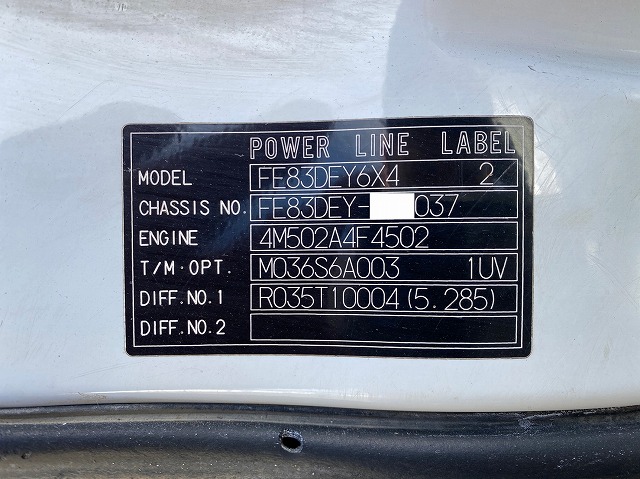 POWER LINE LABEL
MODEL FE83DEY6X4 2
CHASSIS NO. FE83DEY- 037
ENGINE 4M502A4F4502
T/M·OPT. M036S6A003 1UV
DIFF.NO.1 R035T10004(5.285)
DIFF.NO.2